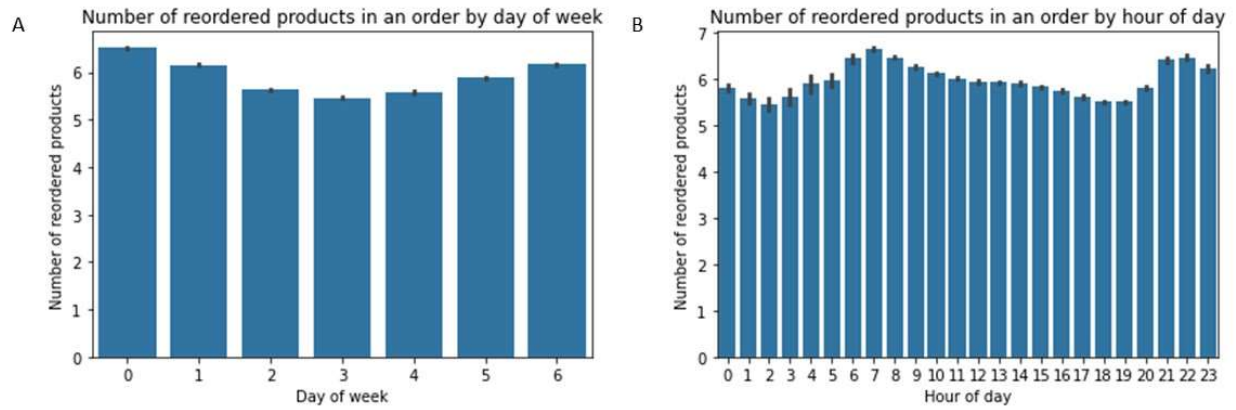 A
Number of reordered products in an order by day of week
Number of reordered products
6
5
4
3
2
1
0
0 1 2 3 4 5 6
Day of week
B
Number of reordered products in an order by hour of day
Number of reordered products
7
6
5
4
3
2
1
0
0 1 2 3 4 5 6 7 8 9 10 11 12 13 14 15 16 17 18 19 20 21 22 23
Hour of day